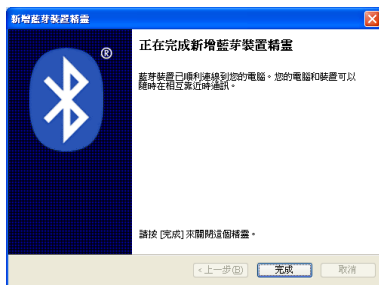 新增藍芽裝置精靈
®
正在完成新增藍芽裝置精靈
藍芽裝置已順利連線到您的電腦。您的電腦和裝置可以
隨時在相互靠近時通訊。
請按 [完成] 來關閉這個精靈。
<上一步(B) 完成 取消